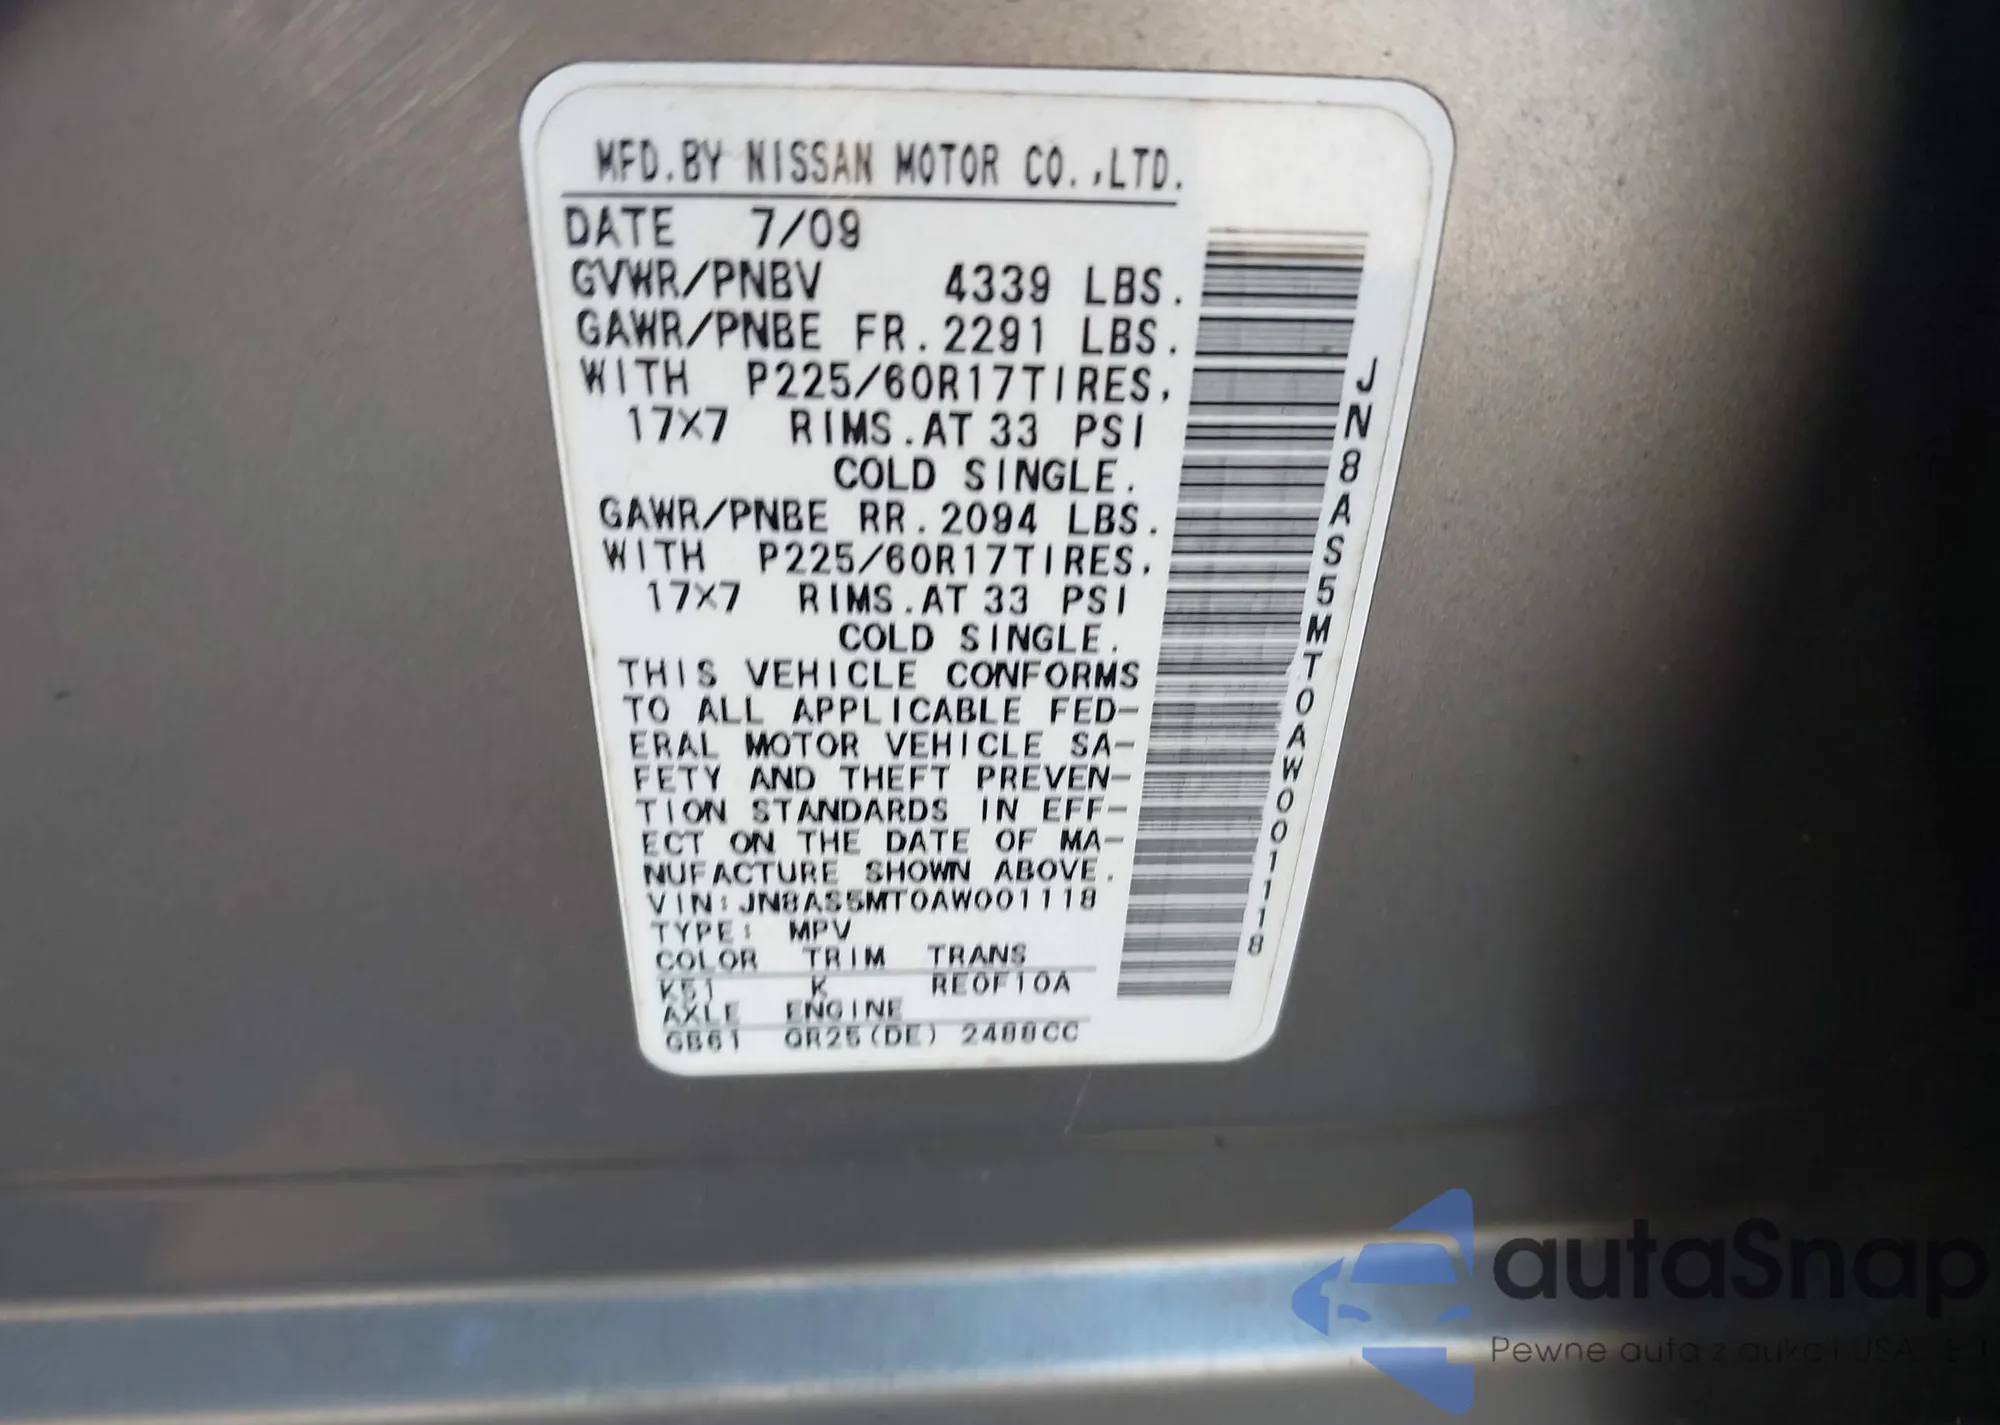 MFD.BY NISSAN MOTOR CO.,LTD.
DATE 7/09
GVWR/PNBV 4339 LBS.
GAWR/PNBE FR.2291 LBS.
WITH P225/60R17TIRES,
17X7 RIMS.AT 33 PSI
COLD SINGLE.
GAWR/PNBE RR.2094 LBS.
WITH P225/60R17TIRES,
17X7 RIMS.AT 33 PSI
COLD SINGLE.
THIS VEHICLE CONFORMS
TO ALL APPLICABLE FED-
ERAL MOTOR VEHICLE SA-
FETY AND THEFT PREVEN-
TION STANDARDS IN EFF-
ECT ON THE DATE OF MA-
NUFACTURE SHOWN ABOVE.
VIN:JN8AS5MT0AW001118
TYPE: MPV
COLOR TRIM TRANS
K51 K RE0F10A
AXLE ENGINE
GB61 QR25(DE) 2488CC
JN8AS5MT0AW001118
autaSnap
Pewne auta z aukcji USA